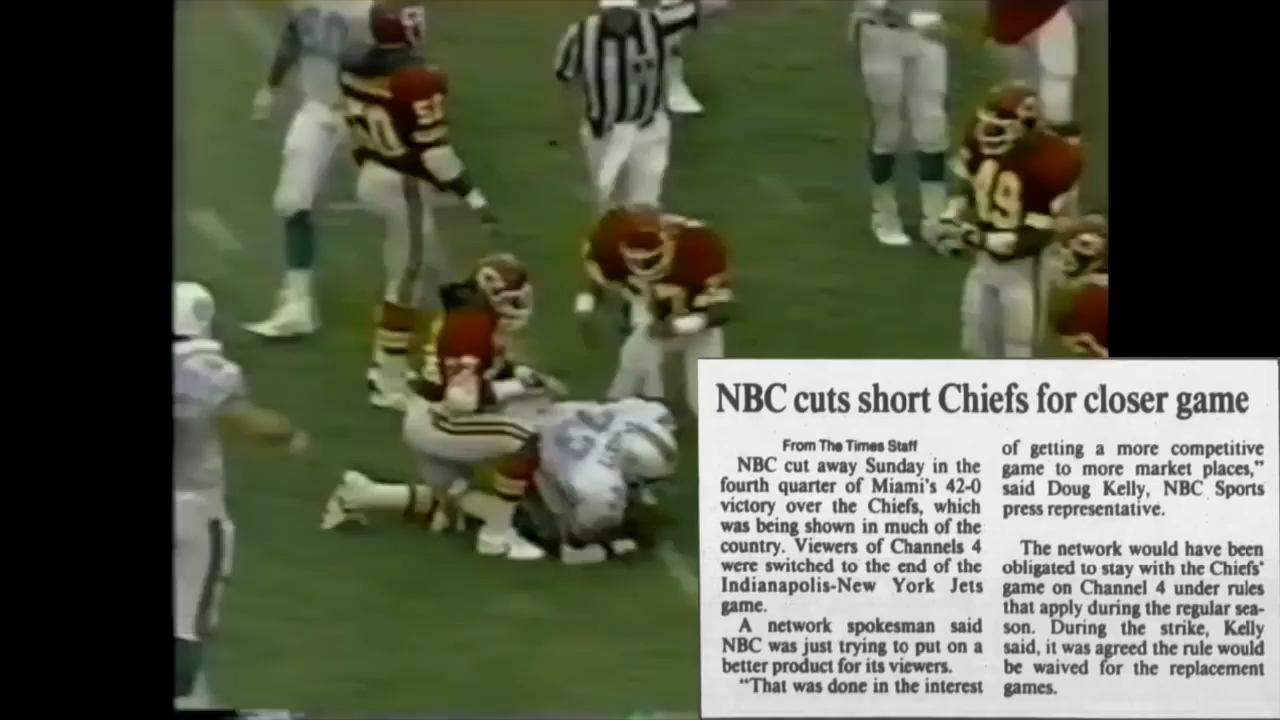 50
49
NBC cuts short Chiefs for closer game
From The Times Staff
NBC cut away Sunday in the
fourth quarter of Miami's 42-0
victory over the Chiefs, which
was being shown in much of the
country. Viewers of Channels 4
were switched to the end of the
Indianapolis-New York Jets
game.
A network spokesman said
NBC was just trying to put on a
better product for its viewers.
"That was done in the interest
of getting a more competitive
game to more market places,"
said Doug Kelly, NBC Sports
press representative.
The network would have been
obligated to stay with the Chiefs'
game on Channel 4 under rules
that apply during the regular sea-
son. During the strike, Kelly
said, it was agreed the rule would
be waived for the replacement
games.